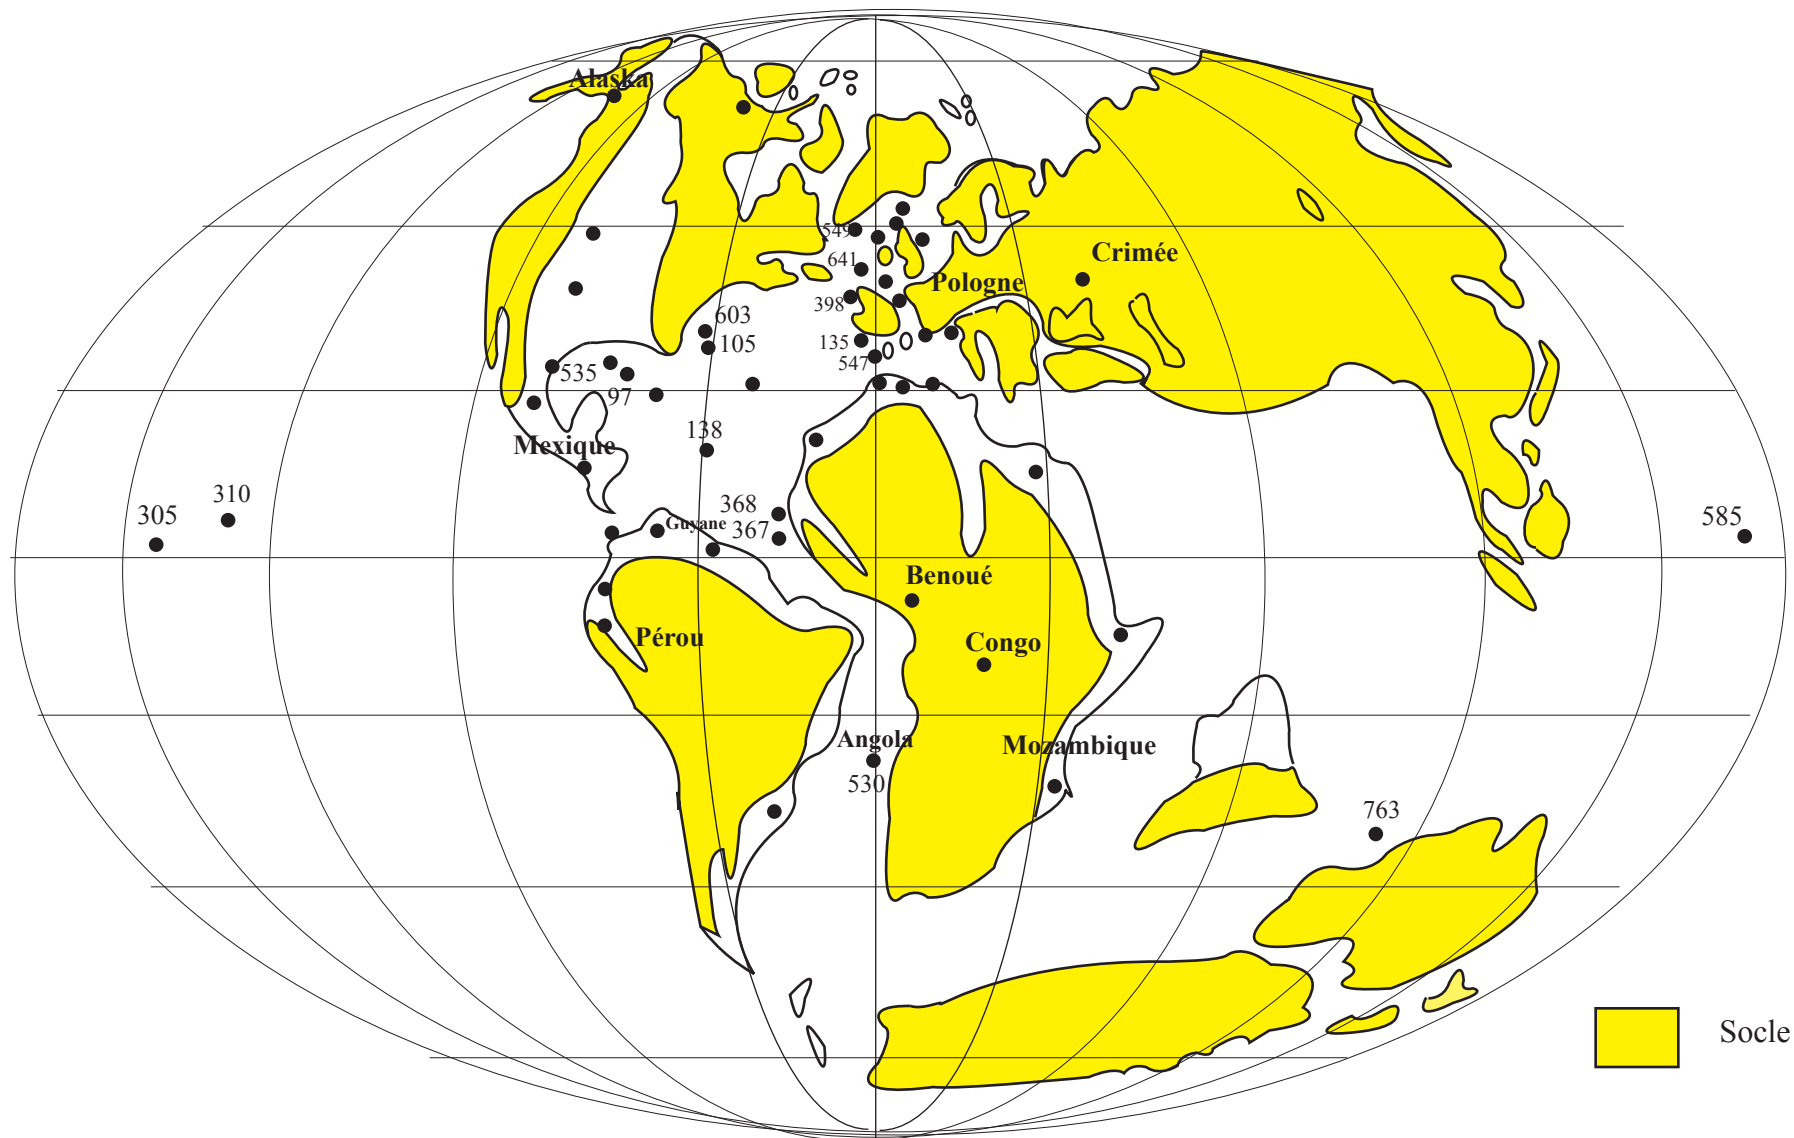 Alaska
549
Crimée
641
Pologne
398
603
135
105
547
535
97
138
Mexique
310
368
305
585
Guyane
367
Benoué
Pérou
Congo
Angola
Mozambique
530
763
Socle